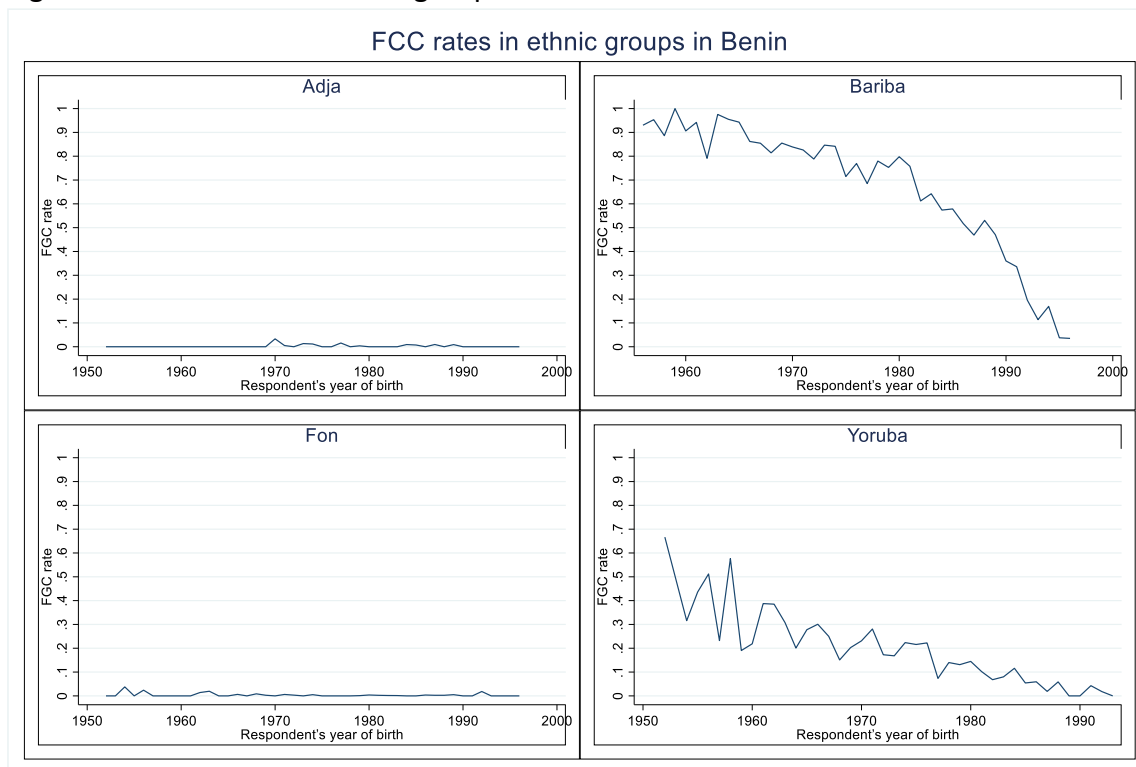 FCC rates in ethnic groups in Benin
Adja
FGC rate
1
.9
.8
.7
.6
.5
.4
.3
.2
.1
0
1950 1960 1970 1980 1990 2000
Respondent's year of birth
Bariba
FGC rate
1
.9
.8
.7
.6
.5
.4
.3
.2
.1
0
1960 1970 1980 1990 2000
Respondent's year of birth
Fon
FGC rate
1
.9
.8
.7
.6
.5
.4
.3
.2
.1
0
1950 1960 1970 1980 1990 2000
Respondent's year of birth
Yoruba
FGC rate
1
.9
.8
.7
.6
.5
.4
.3
.2
.1
0
1950 1960 1970 1980 1990
Respondent's year of birth